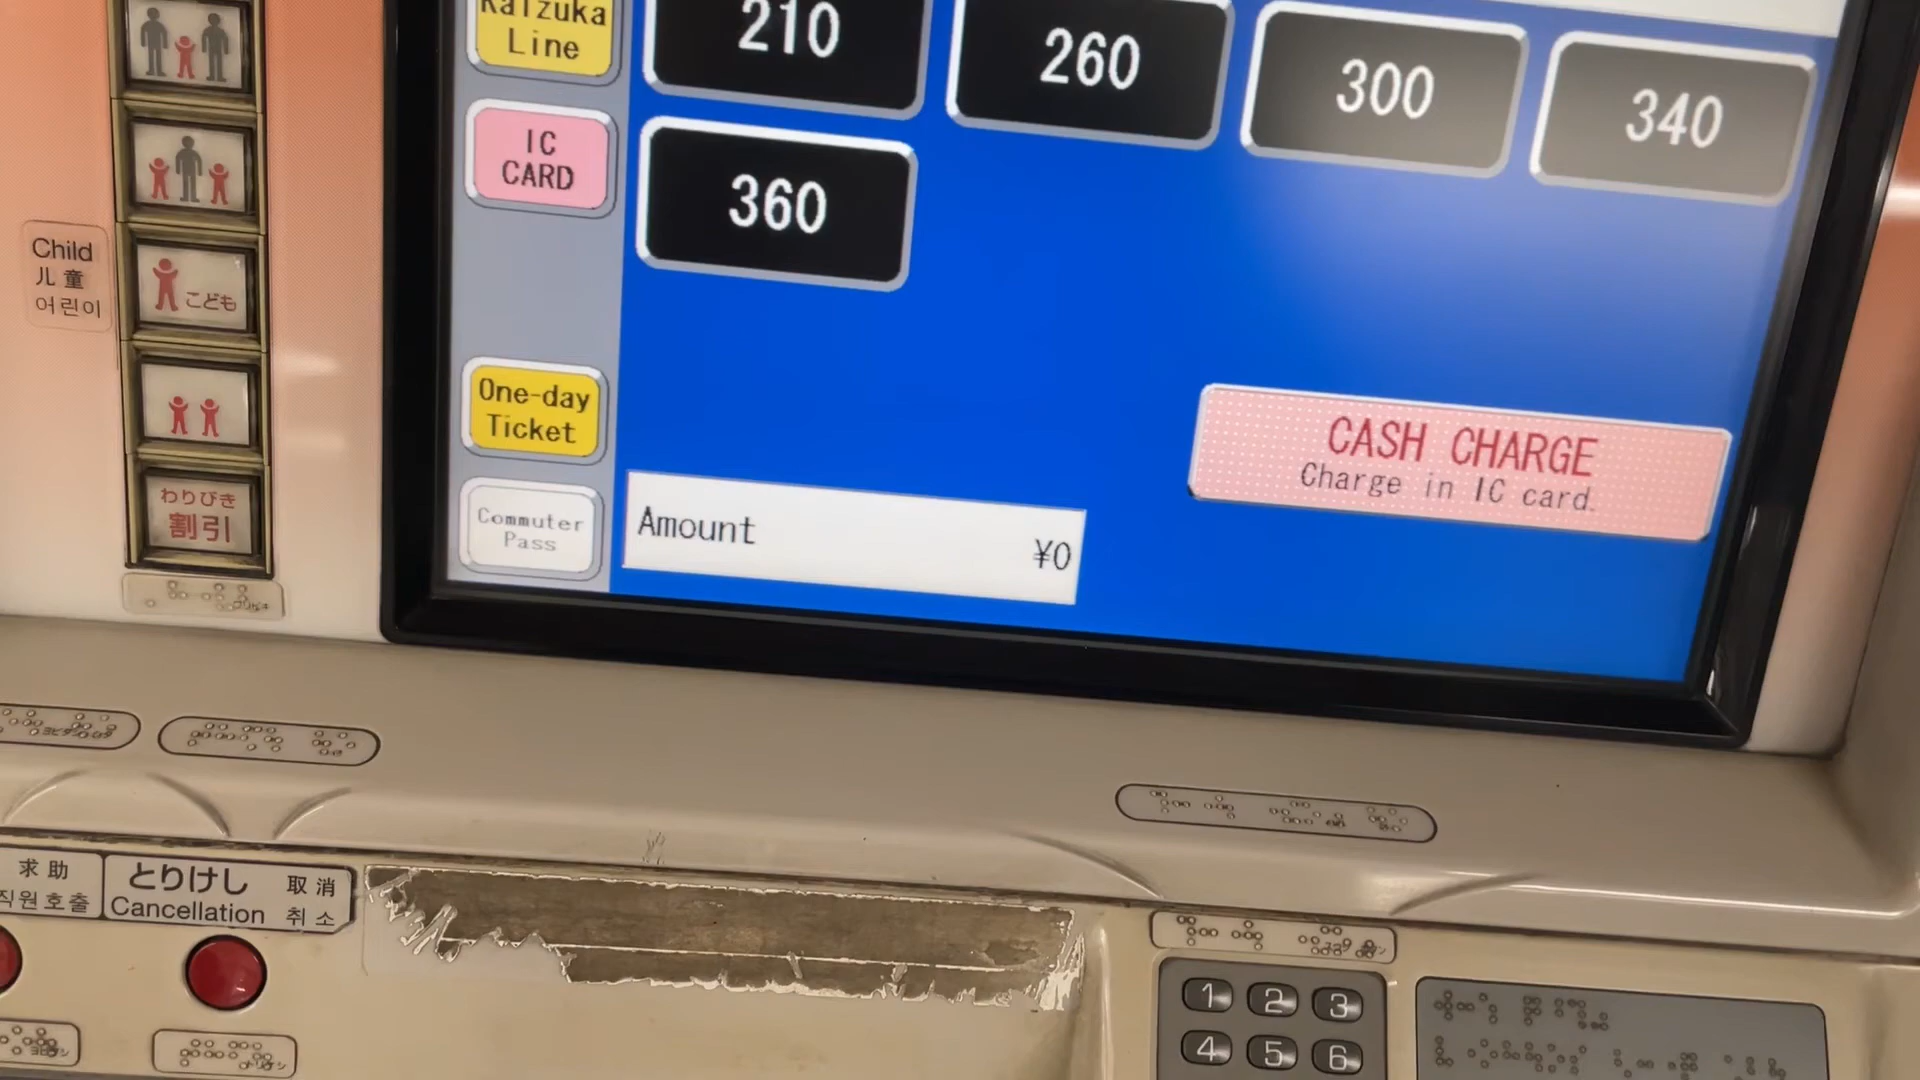 Kaizuka
Line
210
260
300
340
IC
CARD
360
Child
儿童
어린이
こども
One-day
Ticket
CASH CHARGE
Charge in IC card.
わりびき
割引
Commuter
Pass
Amount
¥0
求助
직원호출
とりけし
Cancellation
取消
취소
1
2
3
4
5
6